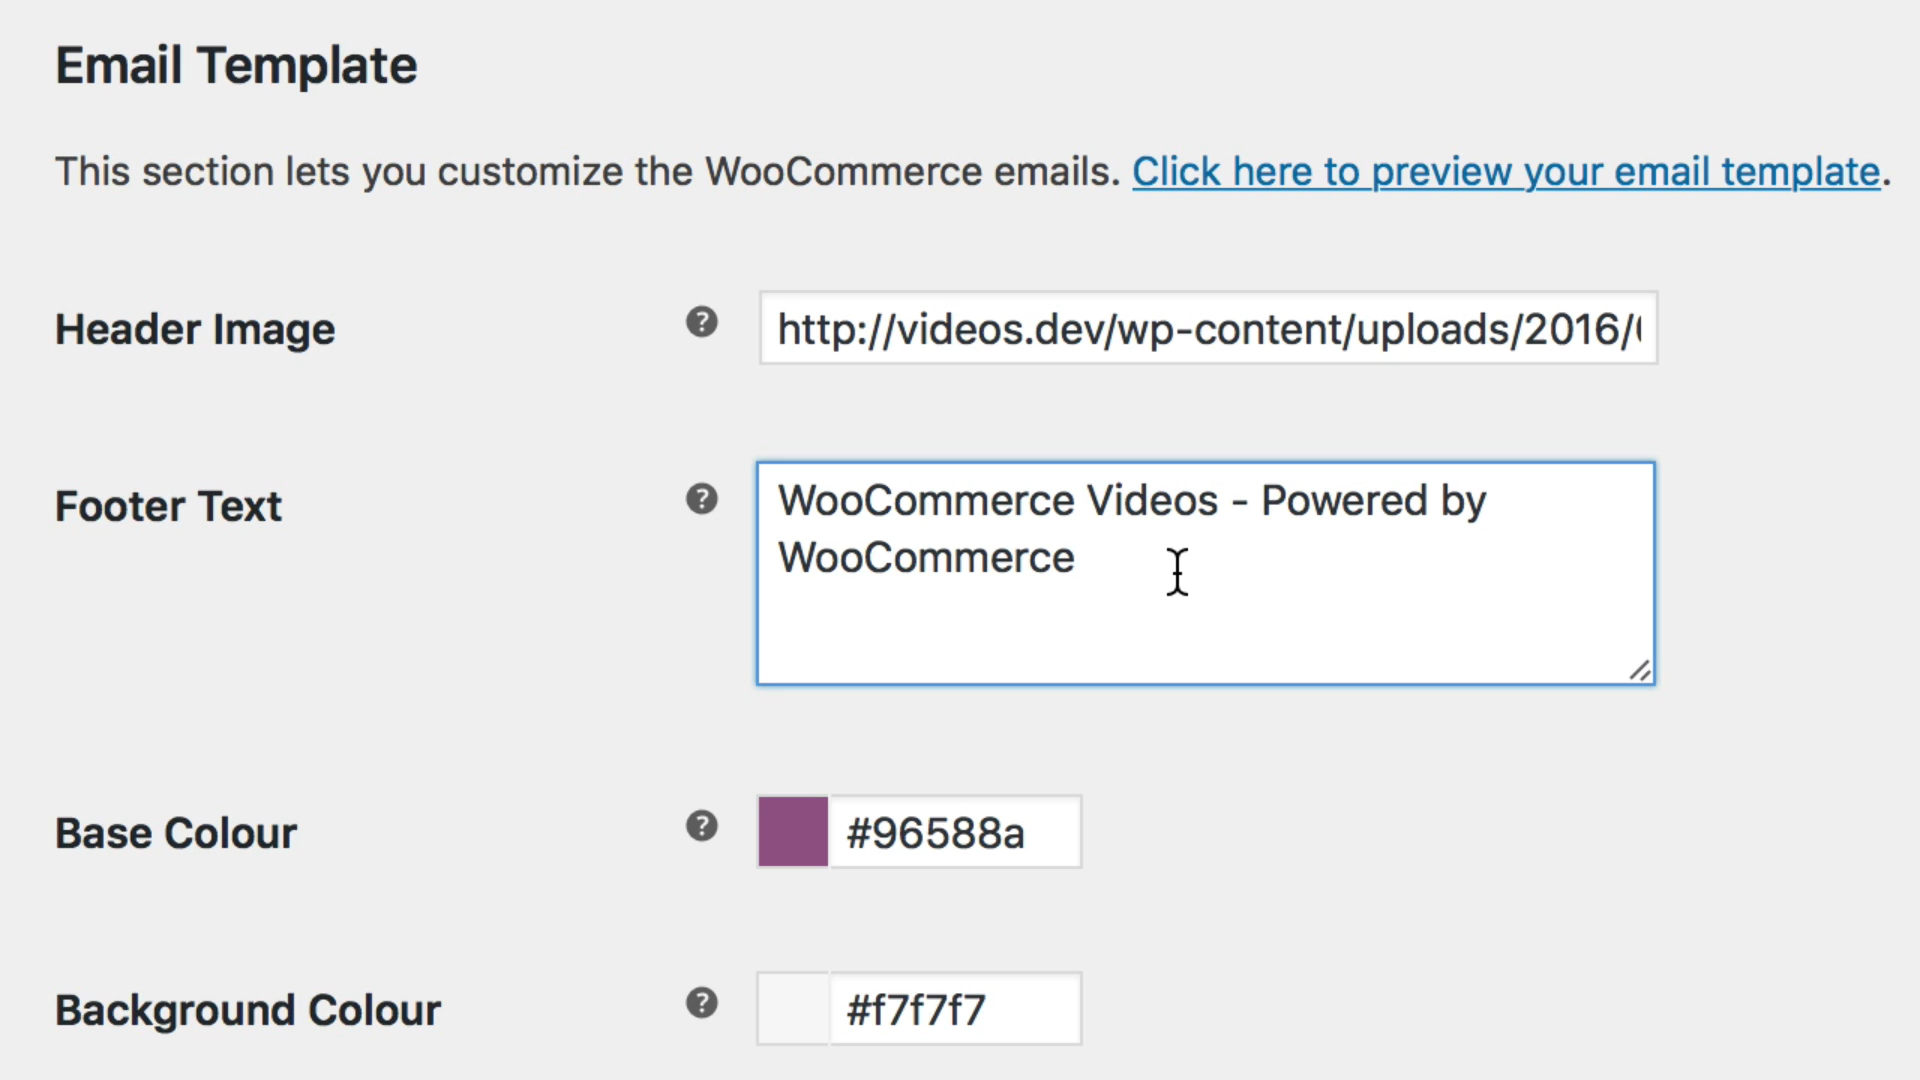 Email Template
This section lets you customize the WooCommerce emails. Click here to preview your email template.
Header Image
http://videos.dev/wp-content/uploads/2016/
Footer Text
WooCommerce Videos - Powered by
WooCommerce
Base Colour
#96588a
Background Colour
#f7f7f7